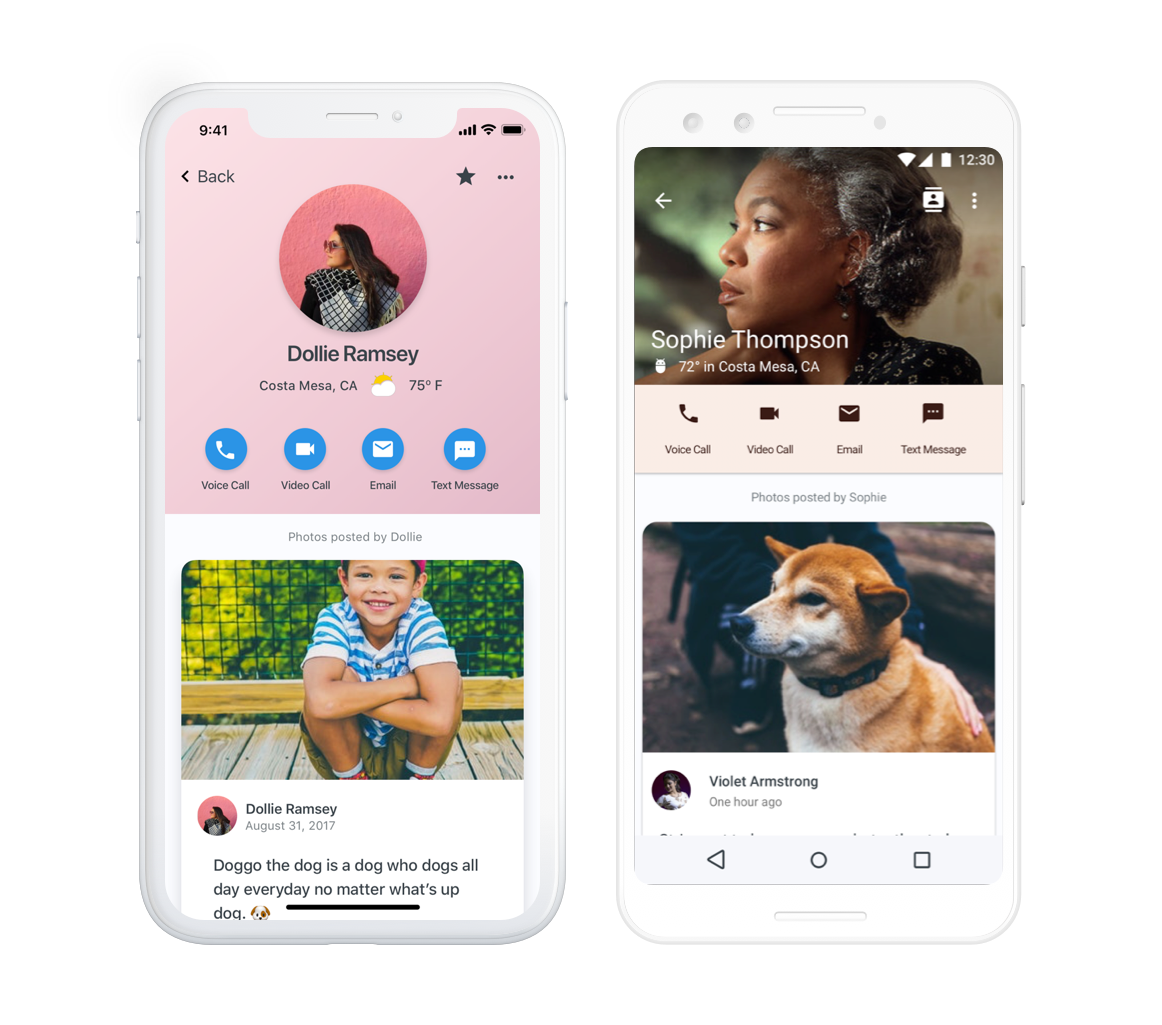 9:41
Back
Dollie Ramsey
Costa Mesa, CA 75° F
Voice Call Video Call Email Text Message
Photos posted by Dollie
Dollie Ramsey
August 31, 2017
Doggo the dog is a dog who dogs all
day everyday no matter what's up
dog. 🐶
12:30
Sophie Thompson
72° in Costa Mesa, CA
Voice Call Video Call Email Text Message
Photos posted by Sophie
Violet Armstrong
One hour ago